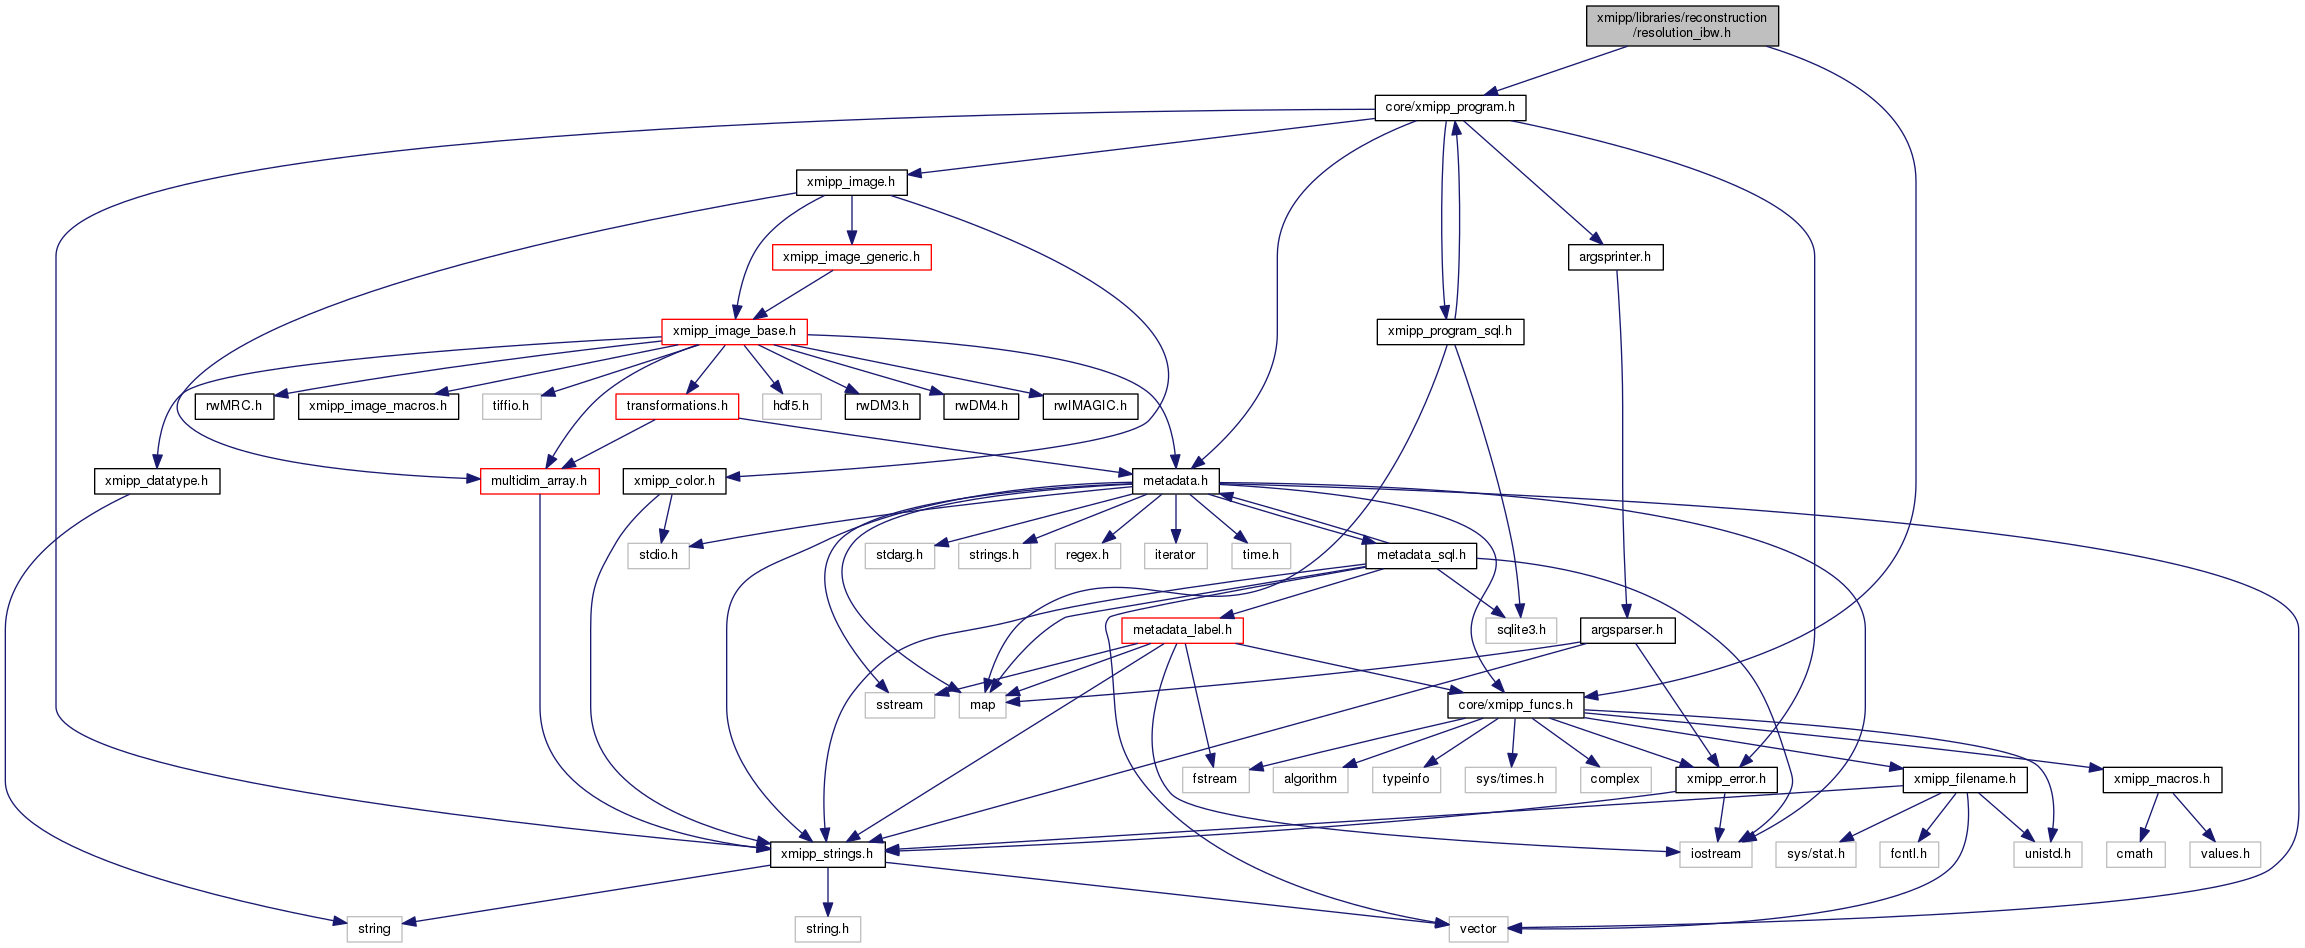 xmipp/libraries/reconstruction
/resolution_ibw.h
core/xmipp_program.h
xmipp_image.h
xmipp_image_generic.h
argsprinter.h
xmipp_image_base.h
xmipp_program_sql.h
rwMRC.h
xmipp_image_macros.h
tiffio.h
transformations.h
hdf5.h
rwDM3.h
rwDM4.h
rwIMAGIC.h
xmipp_datatype.h
multidim_array.h
xmipp_color.h
metadata.h
stdio.h
stdarg.h
strings.h
regex.h
iterator
time.h
metadata_sql.h
metadata_label.h
sqlite3.h
argsparser.h
sstream
map
core/xmipp_funcs.h
fstream
algorithm
typeinfo
sys/times.h
complex
xmipp_error.h
xmipp_filename.h
xmipp_macros.h
xmipp_strings.h
iostream
sys/stat.h
fcntl.h
unistd.h
cmath
values.h
string
string.h
vector